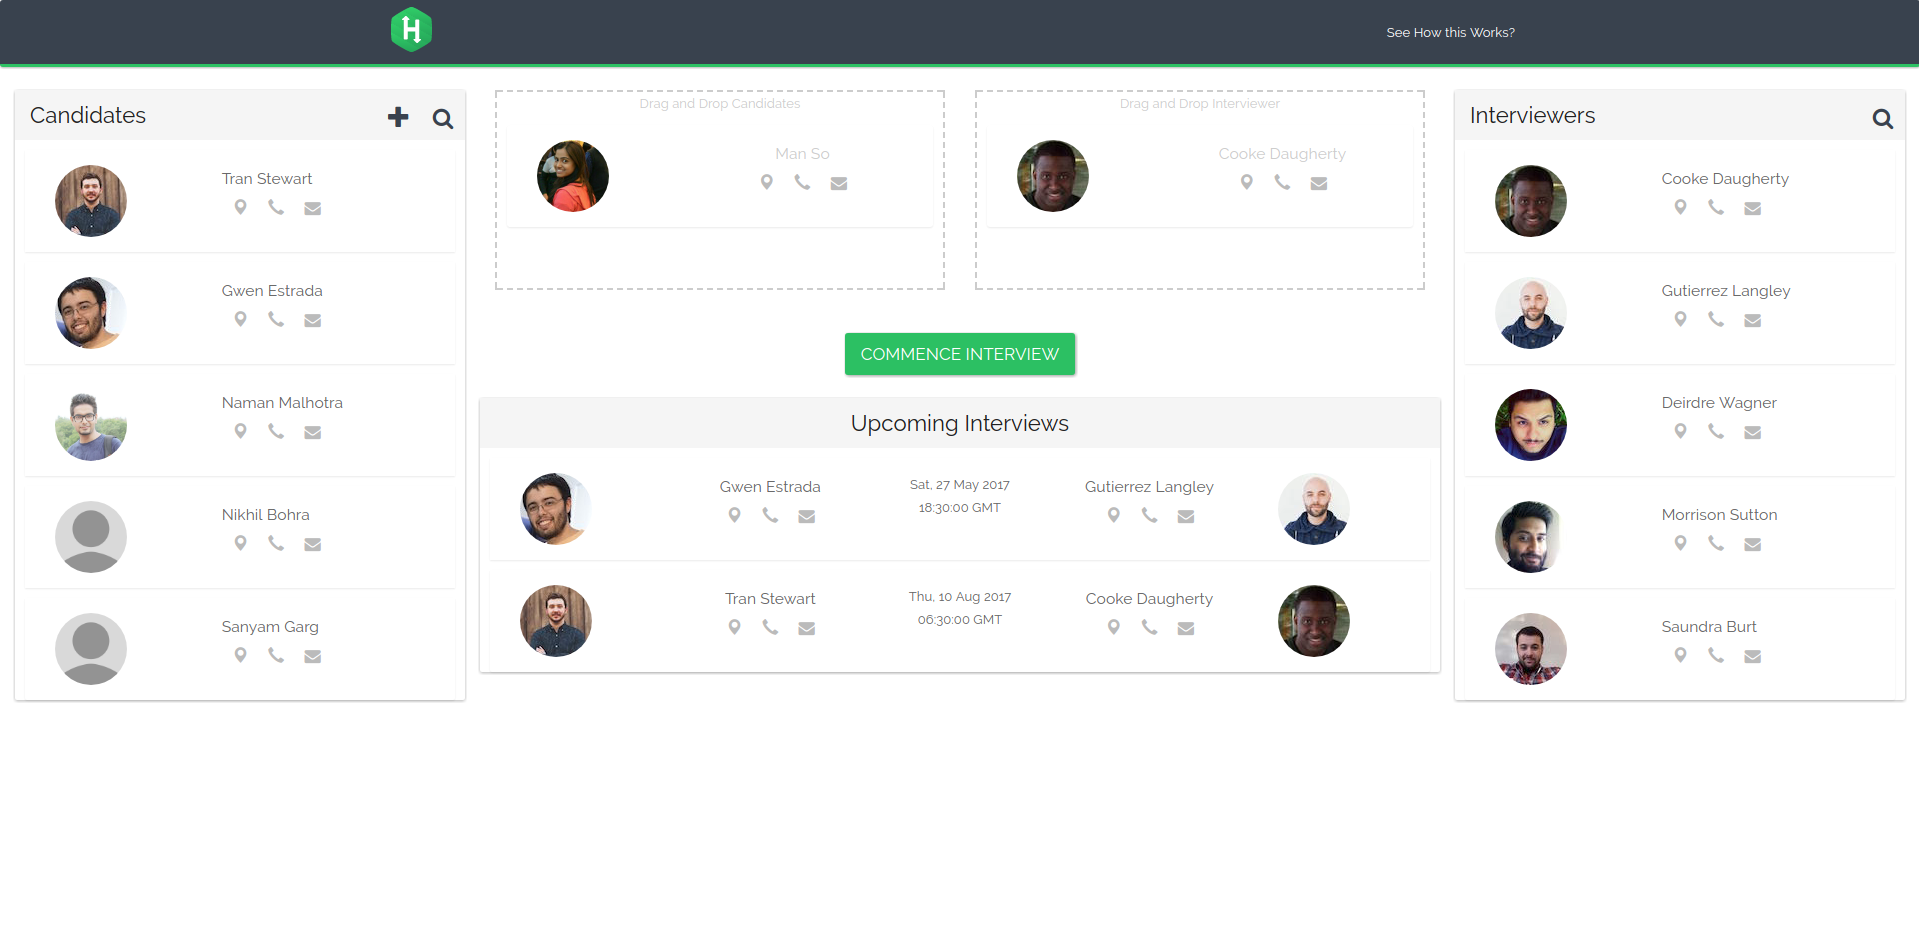 H
See How this Works?
Candidates
Tran Stewart
Gwen Estrada
Naman Malhotra
Nikhil Bohra
Sanyam Garg
Drag and Drop Candidates
Man So
Drag and Drop Interviewer
Cooke Daugherty
COMMENCE INTERVIEW
Upcoming Interviews
Gwen Estrada
Sat, 27 May 2017
18:30:00 GMT
Gutierrez Langley
Tran Stewart
Thu, 10 Aug 2017
06:30:00 GMT
Cooke Daugherty
Interviewers
Cooke Daugherty
Gutierrez Langley
Deirdre Wagner
Morrison Sutton
Saundra Burt